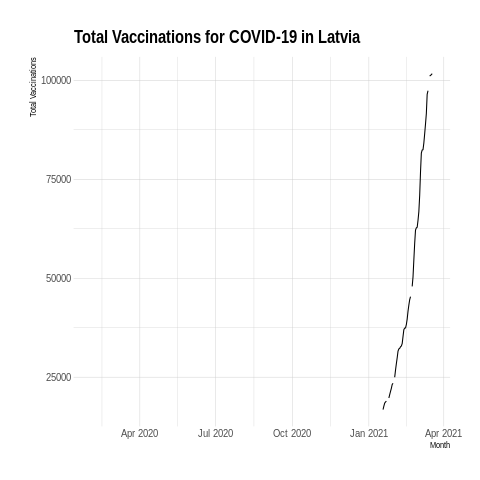 Total Vaccinations for COVID-19 in Latvia
Total Vaccinations
100000
75000
50000
25000
Apr 2020 Jul 2020 Oct 2020 Jan 2021 Apr 2021
Month